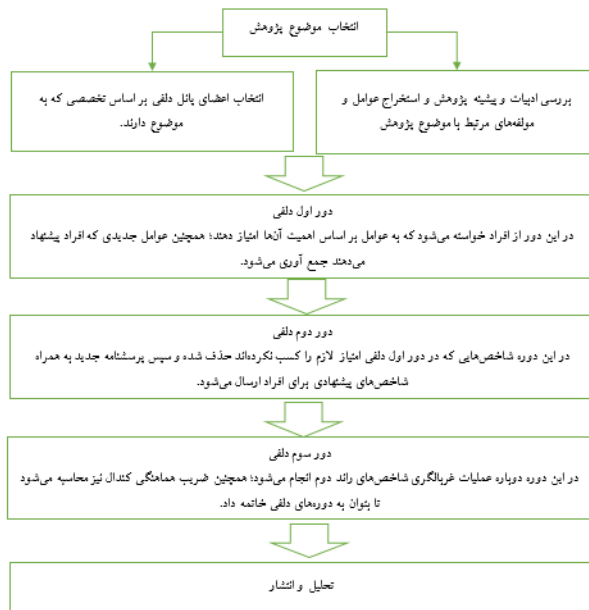 انتخاب موضوع پژوهش
بررسی ادبیات و پیشینه پژوهش و استخراج عوامل و
مولفه‌های مرتبط با موضوع پژوهش
انتخاب اعضای پانل دلفی بر اساس تخصصی که به
موضوع دارند.
دور اول دلفی
در این دور از افراد خواسته می‌شود که به عوامل بر اساس اهمیت آن‌ها امتیاز دهند؛ همچنین عوامل جدیدی که افراد پیشنهاد
می‌دهند جمع آوری می‌شود.
دور دوم دلفی
در این دوره شاخص‌هایی که در دور اول دلفی امتیاز لازم را کسب نکرده‌اند حذف شده و سپس پرسشنامه جدید به همراه
شاخص‌های پیشنهادی برای افراد ارسال می‌شود.
دور سوم دلفی
در این دوره دوباره عملیات غربالگری شاخص‌های راند دوم انجام می‌شود؛ همچنین ضریب هماهنگی کندال نیز محاسبه می‌شود
تا بتوان به دوره‌های دلفی خاتمه داد.
تحلیل و انتشار